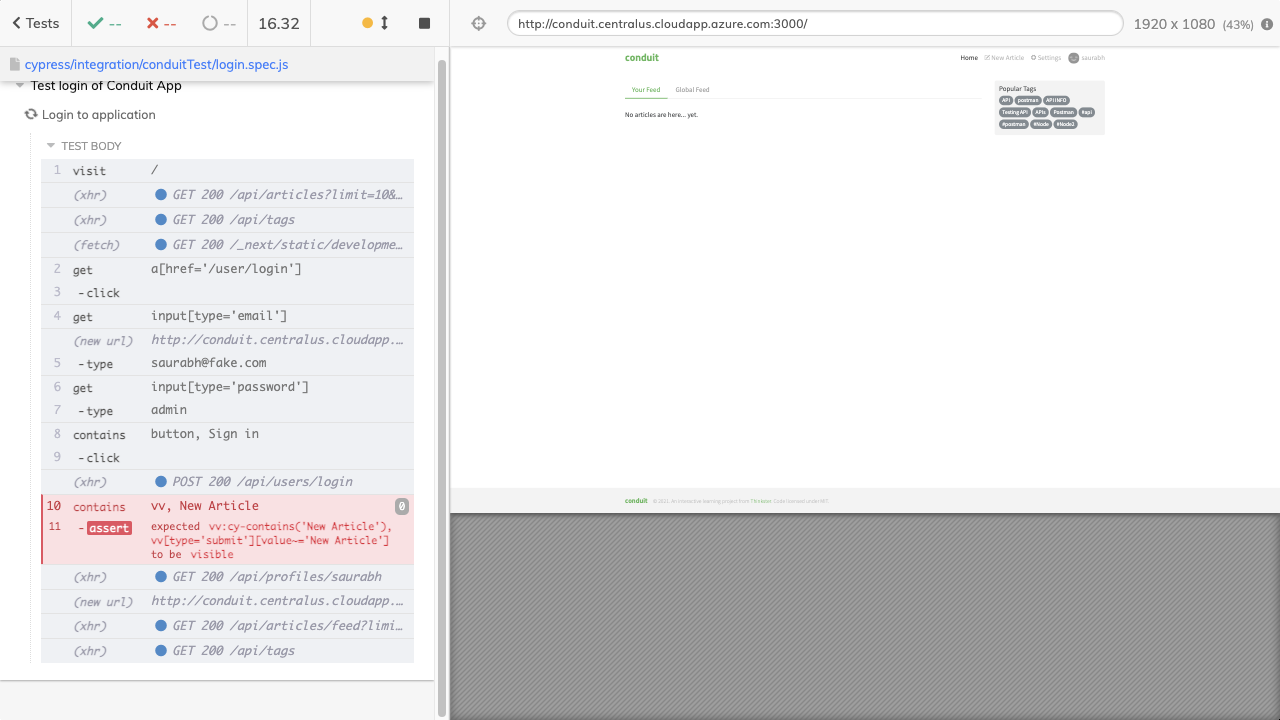 Tests
--
--
--
16.32
http://conduit.centralus.cloudapp.azure.com:3000/
1920 x 1080 (43%)
cypress/integration/conduitTest/login.spec.js
Test login of Conduit App
Login to application
TEST BODY
1 visit /
(xhr) GET 200 /api/articles?limit=10&…
(xhr) GET 200 /api/tags
(fetch) GET 200 /_next/static/developme…
2 get a[href='/user/login']
3 -click
4 get input[type='email']
(new url) http://conduit.centralus.cloudapp.…
5 -type saurabh@fake.com
6 get input[type='password']
7 -type admin
8 contains button, Sign in
9 -click
(xhr) POST 200 /api/users/login
10 contains vv, New Article 0
11 -assert expected vv:cy-contains('New Article'),
vv[type='submit'][value~='New Article']
to be visible
(xhr) GET 200 /api/profiles/saurabh
(new url) http://conduit.centralus.cloudapp.…
(xhr) GET 200 /api/articles/feed?limi…
(xhr) GET 200 /api/tags
conduit
Home New Article Settings saurabh
Your Feed Global Feed
No articles are here... yet.
Popular Tags
API postman API INFO
Testing API APIs Postman #api
#postman #Node #Node2
conduit © 2021. An interactive learning project from Thinkster. Code licensed under MIT.